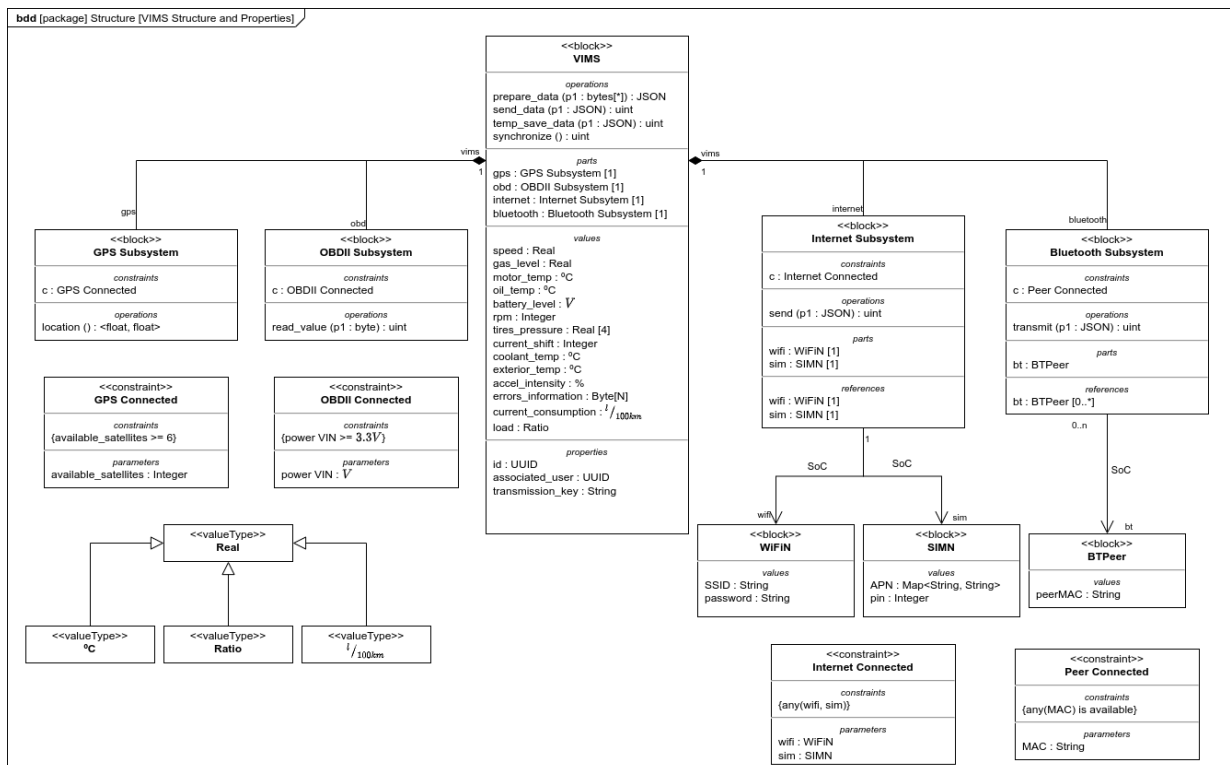 bdd [package] Structure [VIMS Structure and Properties]
<<block>>
VIMS
operations
prepare_data (p1 : bytes[*]) : JSON
send_data (p1 : JSON) : uint
temp_save_data (p1 : JSON) : uint
synchronize () : uint
parts
gps : GPS Subsystem [1]
obd : OBDII Subsystem [1]
internet : Internet Subsytem [1]
bluetooth : Bluetooth Subsystem [1]
values
speed : Real
gas_level : Real
motor_temp : ºC
oil_temp : ºC
battery_level : V
rpm : Integer
tires_pressure : Real [4]
current_shift : Integer
coolant_temp : ºC
exterior_temp : ºC
accel_intensity : %
errors_information : Byte[N]
current_consumption : l/100km
load : Ratio
properties
id : UUID
associated_user : UUID
transmission_key : String
vims
1
vims
1
gps
obd
internet
bluetooth
<<block>>
GPS Subsystem
constraints
c : GPS Connected
operations
location () : <float, float>
<<block>>
OBDII Subsystem
constraints
c : OBDII Connected
operations
read_value (p1 : byte) : uint
<<block>>
Internet Subsystem
constraints
c : Internet Connected
operations
send (p1 : JSON) : uint
parts
wifi : WiFiN [1]
sim : SIMN [1]
references
wifi : WiFiN [1]
sim : SIMN [1]
1
<<block>>
Bluetooth Subsystem
constraints
c : Peer Connected
operations
transmit (p1 : JSON) : uint
parts
bt : BTPeer
references
bt : BTPeer [0..*]
0..n
<<constraint>>
GPS Connected
constraints
{available_satellites >= 6}
parameters
available_satellites : Integer
<<constraint>>
OBDII Connected
constraints
{power VIN >= 3.3V}
parameters
power VIN : V
SoC
SoC
SoC
wifi
sim
bt
<<block>>
WiFiN
values
SSID : String
password : String
<<block>>
SIMN
values
APN : Map<String, String>
pin : Integer
<<block>>
BTPeer
values
peerMAC : String
<<valueType>>
Real
<<valueType>>
ºC
<<valueType>>
Ratio
<<valueType>>
l/100km
<<constraint>>
Internet Connected
constraints
{any(wifi, sim)}
parameters
wifi : WiFiN
sim : SIMN
<<constraint>>
Peer Connected
constraints
{any(MAC) is available}
parameters
MAC : String